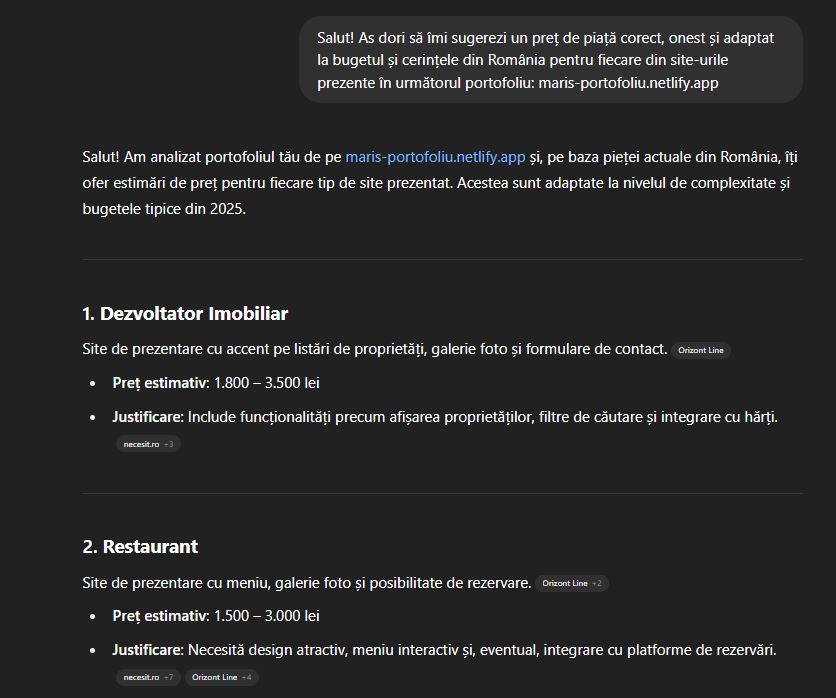 Salut! As dori să îmi sugerezi un preț de piață corect, onest și adaptat
la bugetul și cerințele din România pentru fiecare din site-urile
prezente în următorul portofoliu: maris-portofoliu.netlify.app
Salut! Am analizat portofoliul tău de pe maris-portofoliu.netlify.app și, pe baza pieței actuale din România, îți
ofer estimări de preț pentru fiecare tip de site prezentat. Acestea sunt adaptate la nivelul de complexitate și
bugetele tipice din 2025.
1. Dezvoltator Imobiliar
Site de prezentare cu accent pe listări de proprietăți, galerie foto și formulare de contact. Orizont Line
• Preț estimativ: 1.800 – 3.500 lei
• Justificare: Include funcționalități precum afișarea proprietăților, filtre de căutare și integrare cu hărți.
necesit.ro +3
2. Restaurant
Site de prezentare cu meniu, galerie foto și posibilitate de rezervare. Orizont Line +2
• Preț estimativ: 1.500 – 3.000 lei
• Justificare: Necesită design atractiv, meniu interactiv și, eventual, integrare cu platforme de rezervări.
necesit.ro +7 Orizont Line +4